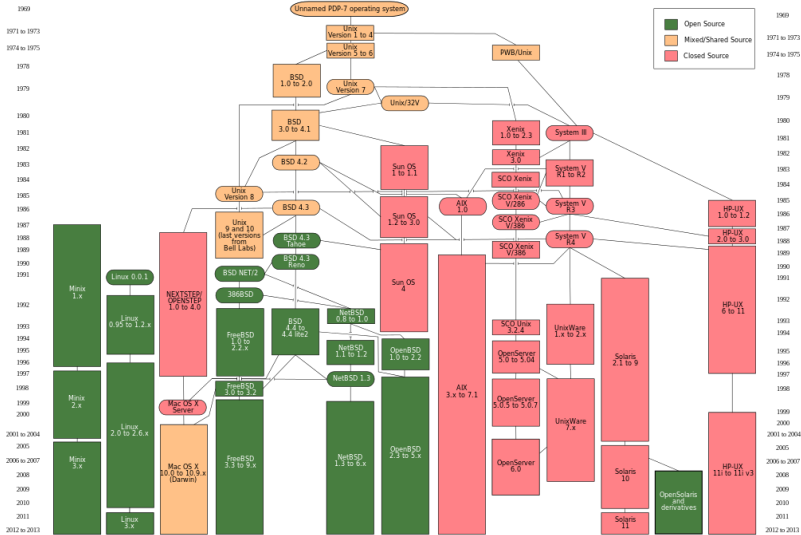 Unnamed PDP-7 operating system
Open Source
Mixed/Shared Source
Closed Source
1969
1971 to 1973
1974 to 1975
1978
1979
1980
1981
1982
1983
1984
1985
1986
1987
1988
1989
1990
1991
1992
1993
1994
1995
1996
1997
1998
1999
2000
2001 to 2004
2005
2006 to 2007
2008
2009
2010
2011
2012 to 2013
Unix
Version 1 to 4
Unix
Version 5 to 6
PWB/Unix
BSD
1.0 to 2.0
Unix
Version 7
Unix/32V
BSD
3.0 to 4.1
Xenix
1.0 to 2.3
System III
Sun OS
1 to 1.1
Xenix
3.0
BSD 4.2
System V
R1 to R2
SCO Xenix
Unix
Version 8
SCO Xenix
V/286
AIX
1.0
System V
R3
BSD 4.3
Sun OS
1.2 to 3.0
HP-UX
1.0 to 1.2
Unix
9 and 10
(last versions
from
Bell Labs)
SCO Xenix
V/386
HP-UX
2.0 to 3.0
BSD 4.3
Tahoe
System V
R4
SCO Xenix
V/386
BSD 4.3
Reno
BSD NET/2
Linux 0.0.1
Sun OS
4
Minix
1.x
386BSD
NEXTSTEP/
OPENSTEP
1.0 to 4.0
HP-UX
6 to 11
NetBSD
0.8 to 1.0
Linux
0.95 to 1.2.x
BSD
4.4 to
4.4 lite2
SCO Unix
3.2.4
UnixWare
1.x to 2.x
FreeBSD
1.0 to
2.2.x
NetBSD
1.1 to 1.2
OpenBSD
1.0 to 2.2
OpenServer
5.0 to 5.04
Solaris
2.1 to 9
NetBSD 1.3
FreeBSD
3.0 to 3.2
AIX
3.x to 7.1
Minix
2.x
Mac OS X
Server
OpenServer
5.0.5 to 5.0.7
UnixWare
7.x
Linux
2.0 to 2.6.x
FreeBSD
3.3 to 9.x
NetBSD
1.3 to 6.x
OpenBSD
2.3 to 5.x
Minix
3.x
Mac OS X
10.0 to 10.9.x
(Darwin)
OpenServer
6.0
Solaris
10
HP-UX
11i to 11i v3
OpenSolaris
and
derivatives
Linux
3.x
Solaris
11
1969
1971 to 1973
1974 to 1975
1978
1979
1980
1981
1982
1983
1984
1985
1986
1987
1988
1989
1990
1991
1992
1993
1994
1995
1996
1997
1998
1999
2000
2001 to 2004
2005
2006 to 2007
2008
2009
2010
2011
2012 to 2013